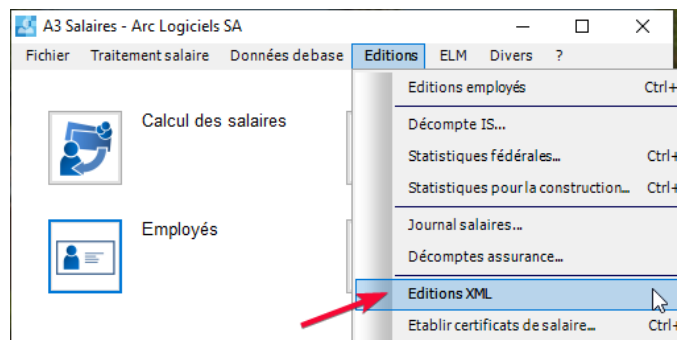 A3 Salaires - Arc Logiciels SA
Fichier Traitement salaire Données de base Editions ELM Divers ?
Calcul des salaires
Employés
Editions employés Ctrl+
Décompte IS...
Statistiques fédérales... Ctrl+
Statistiques pour la construction... Ctrl+
Journal salaires...
Décomptes assurance...
Editions XML
Etablir certificats de salaire... Ctrl+